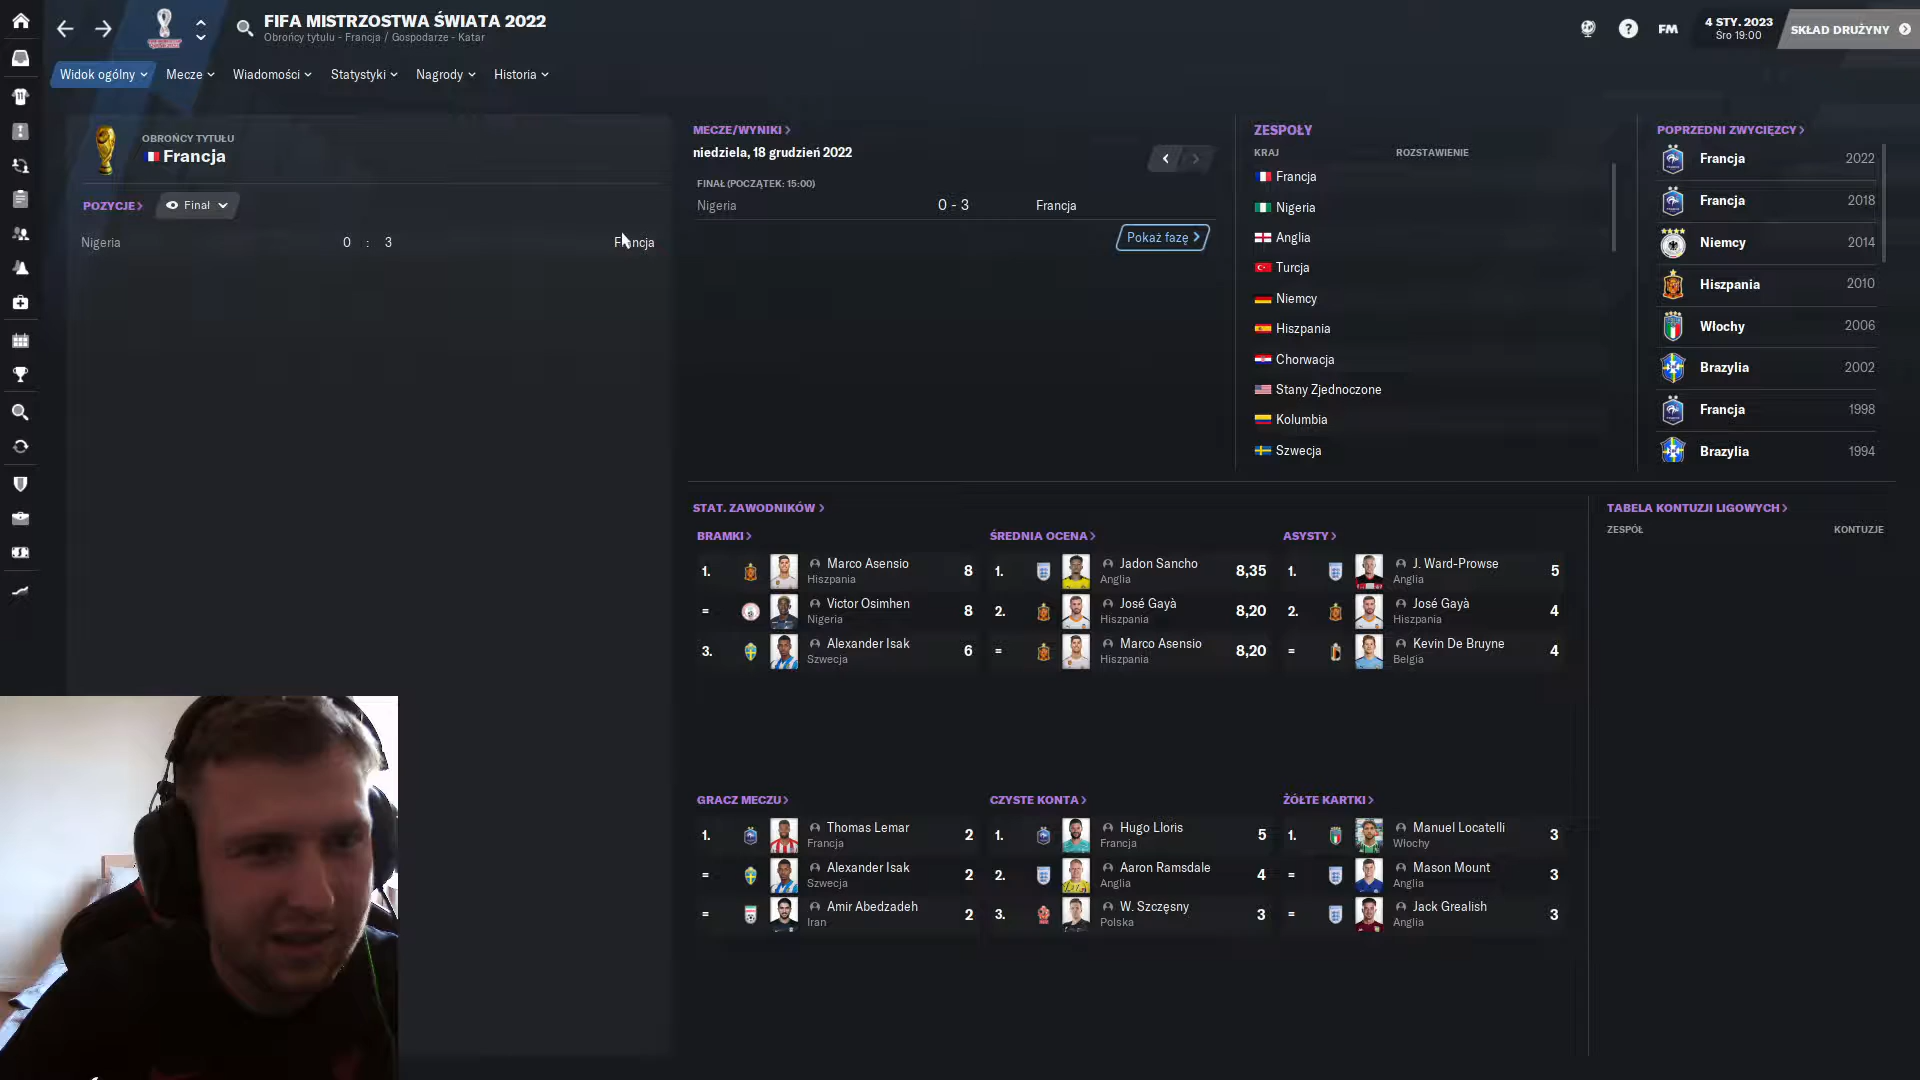 FIFA MISTRZOSTWA ŚWIATA 2022
Obrońcy tytułu - Francja / Gospodarze - Katar
FM
4 STY. 2023
Śro 19:00
SKŁAD DRUŻYNY
Widok ogólny
Mecze
Wiadomości
Statystyki
Nagrody
Historia
OBROŃCY TYTUŁU
Francja
POZYCJE
Finał
Nigeria 0 : 3 Francja
MECZE/WYNIKI
niedziela, 18 grudzień 2022
FINAŁ (POCZĄTEK: 15:00)
Nigeria 0 - 3 Francja
Pokaż fazę
ZESPOŁY
KRAJ ROZSTAWIENIE
Francja
Nigeria
Anglia
Turcja
Niemcy
Hiszpania
Chorwacja
Stany Zjednoczone
Kolumbia
Szwecja
POPRZEDNI ZWYCIĘZCY
Francja 2022
Francja 2018
Niemcy 2014
Hiszpania 2010
Włochy 2006
Brazylia 2002
Francja 1998
Brazylia 1994
STAT. ZAWODNIKÓW
BRAMKI
1. Marco Asensio 8
Hiszpania
= Victor Osimhen 8
Nigeria
3. Alexander Isak 6
Szwecja
ŚREDNIA OCENA
1. Jadon Sancho 8,35
Anglia
2. José Gayà 8,20
Hiszpania
= Marco Asensio 8,20
Hiszpania
ASYSTY
1. J. Ward-Prowse 5
Anglia
2. José Gayà 4
Hiszpania
= Kevin De Bruyne 4
Belgia
GRACZ MECZU
1. Thomas Lemar 2
Francja
= Alexander Isak 2
Szwecja
= Amir Abedzadeh 2
Iran
CZYSTE KONTA
1. Hugo Lloris 5
Francja
2. Aaron Ramsdale 4
Anglia
3. W. Szczęsny 3
Polska
ŻÓŁTE KARTKI
1. Manuel Locatelli 3
Włochy
= Mason Mount 3
Anglia
= Jack Grealish 3
Anglia
TABELA KONTUZJI LIGOWYCH
ZESPÓŁ KONTUZJE